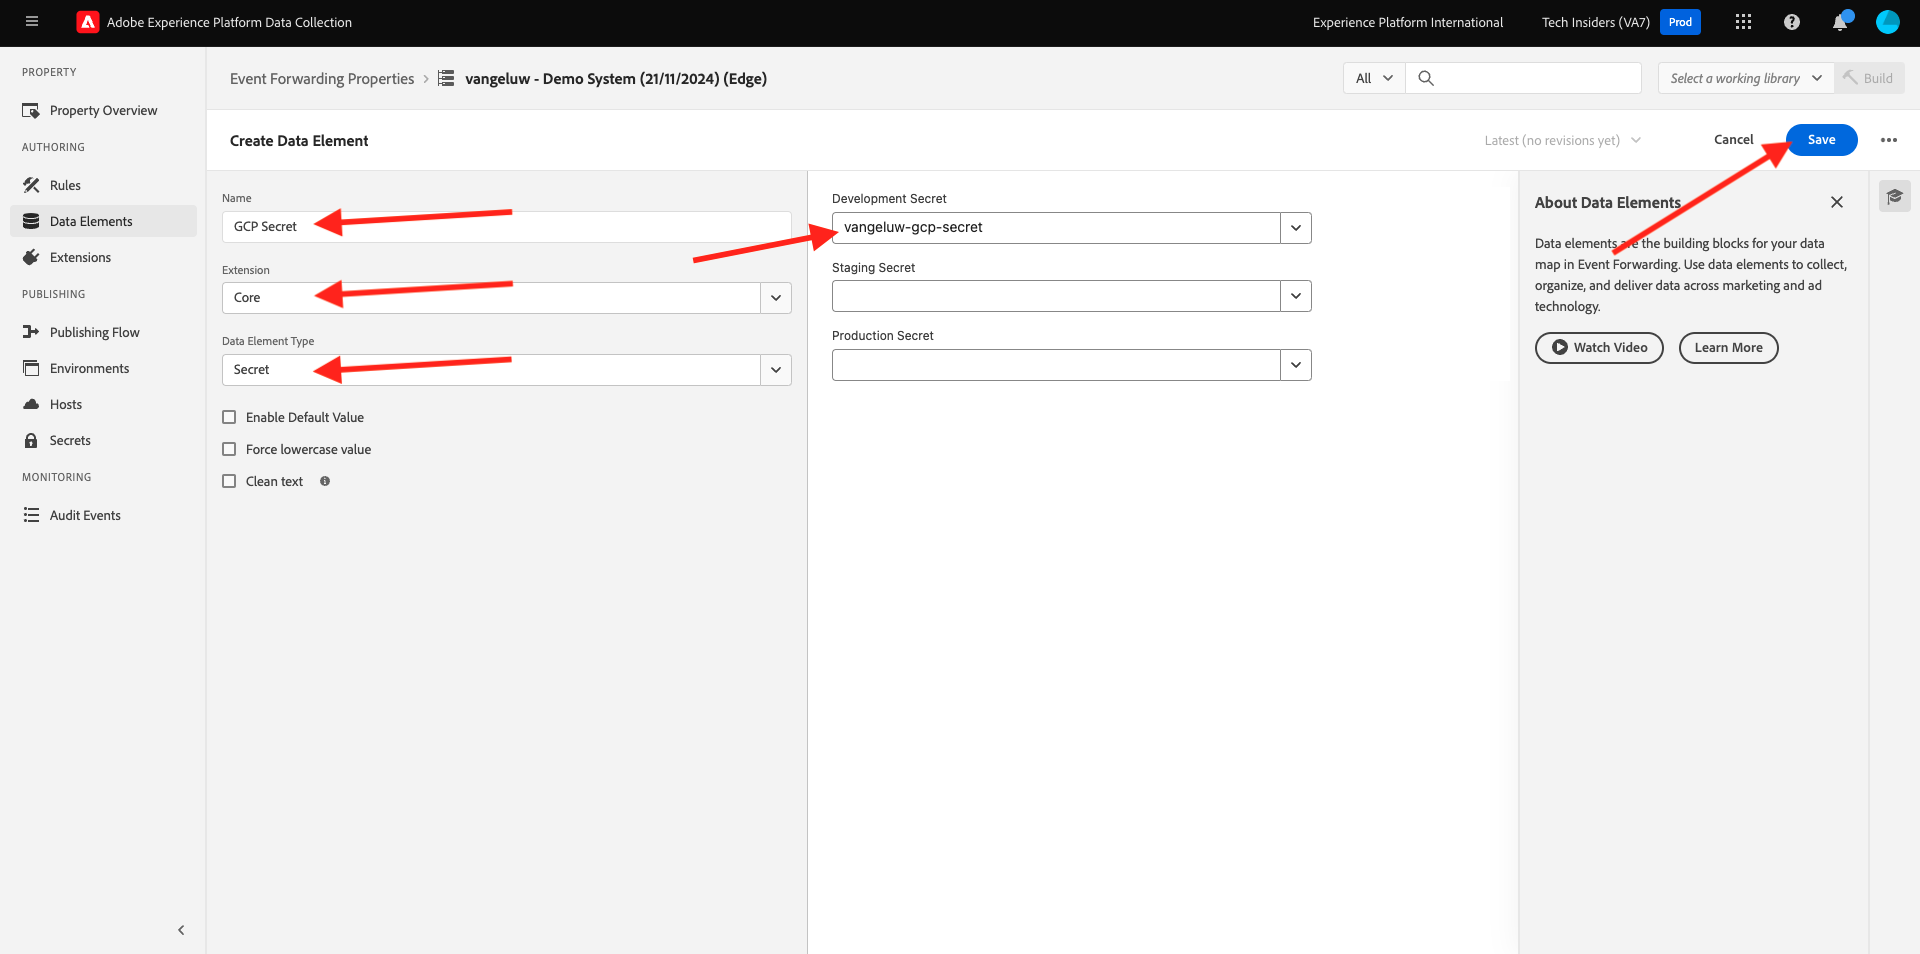 Adobe Experience Platform Data Collection
Experience Platform International
Tech Insiders (VA7)
Prod
PROPERTY
Property Overview
AUTHORING
Rules
Data Elements
Extensions
PUBLISHING
Publishing Flow
Environments
Hosts
Secrets
MONITORING
Audit Events
Event Forwarding Properties
vangeluw - Demo System (21/11/2024) (Edge)
All
Select a working library
Build
Create Data Element
Latest (no revisions yet)
Cancel
Save
Name
GCP Secret
Extension
Core
Data Element Type
Secret
Enable Default Value
Force lowercase value
Clean text
Development Secret
vangeluw-gcp-secret
Staging Secret
Production Secret
About Data Elements
Data elements are the building blocks for your data
map in Event Forwarding. Use data elements to collect,
organize, and deliver data across marketing and ad
technology.
Watch Video
Learn More